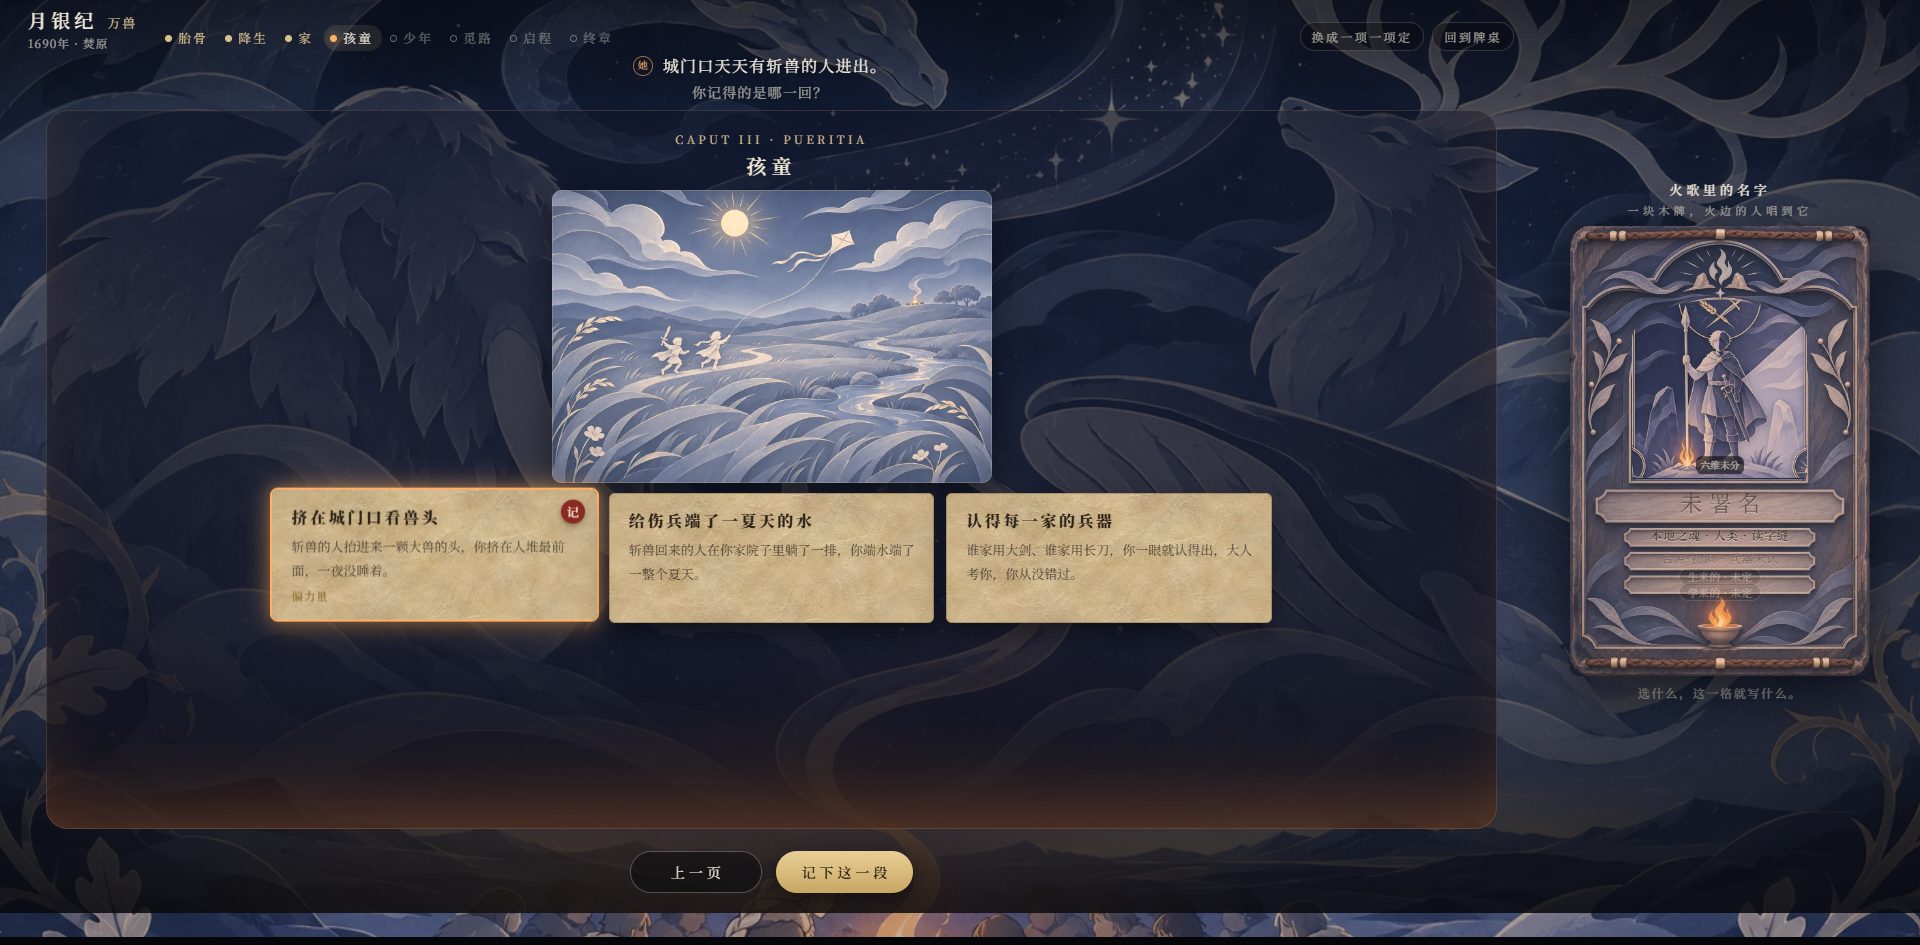 月银纪 万兽
1690年 · 焚原
胎骨 降生 家 孩童 少年 觅路 启程 终章
换成一项一项定 回到牌桌
她 城门口天天有斩兽的人进出。
你记得的是哪一回？
CAPUT III · PUERITIA
孩童
挤在城门口看兽头
记
斩兽的人抬进来一颗大兽的头，你挤在人堆最前
面，一夜没睡着。
偏力量
给伤兵端了一夏天的水
斩兽回来的人在你家院子里躺了一排，你端水端了
一整个夏天。
认得每一家的兵器
谁家用大剑、谁家用长刀，你一眼就认得出，大人
考你，你从没错过。
上一页
记下这一段
火歌里的名字
一块木牌，火边的人唱到它
六维未分
未署名
本地之魂 · 人类 · 读字缝
生来的 · 未定
学来的 · 未定
选什么，这一格就写什么。